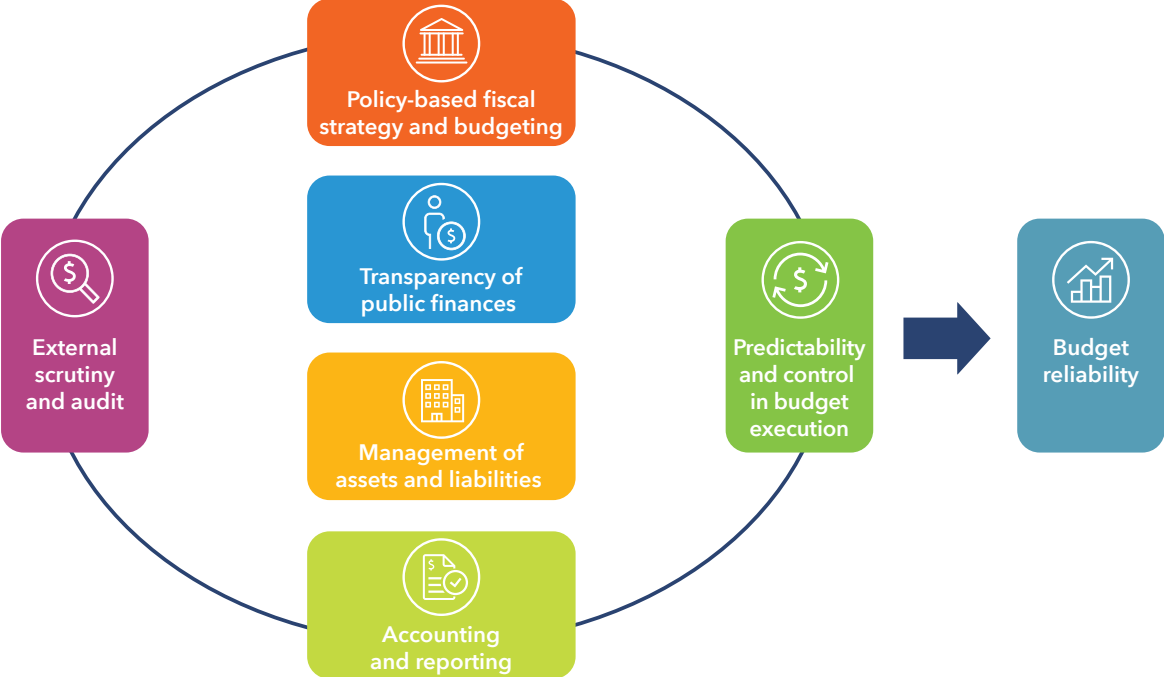 Policy-based fiscal
strategy and budgeting
$
Transparency of
public finances
$
External
scrutiny
and audit
$
Predictability
and control
in budget
execution
Budget
reliability
Management of
assets and liabilities
$
Accounting
and reporting